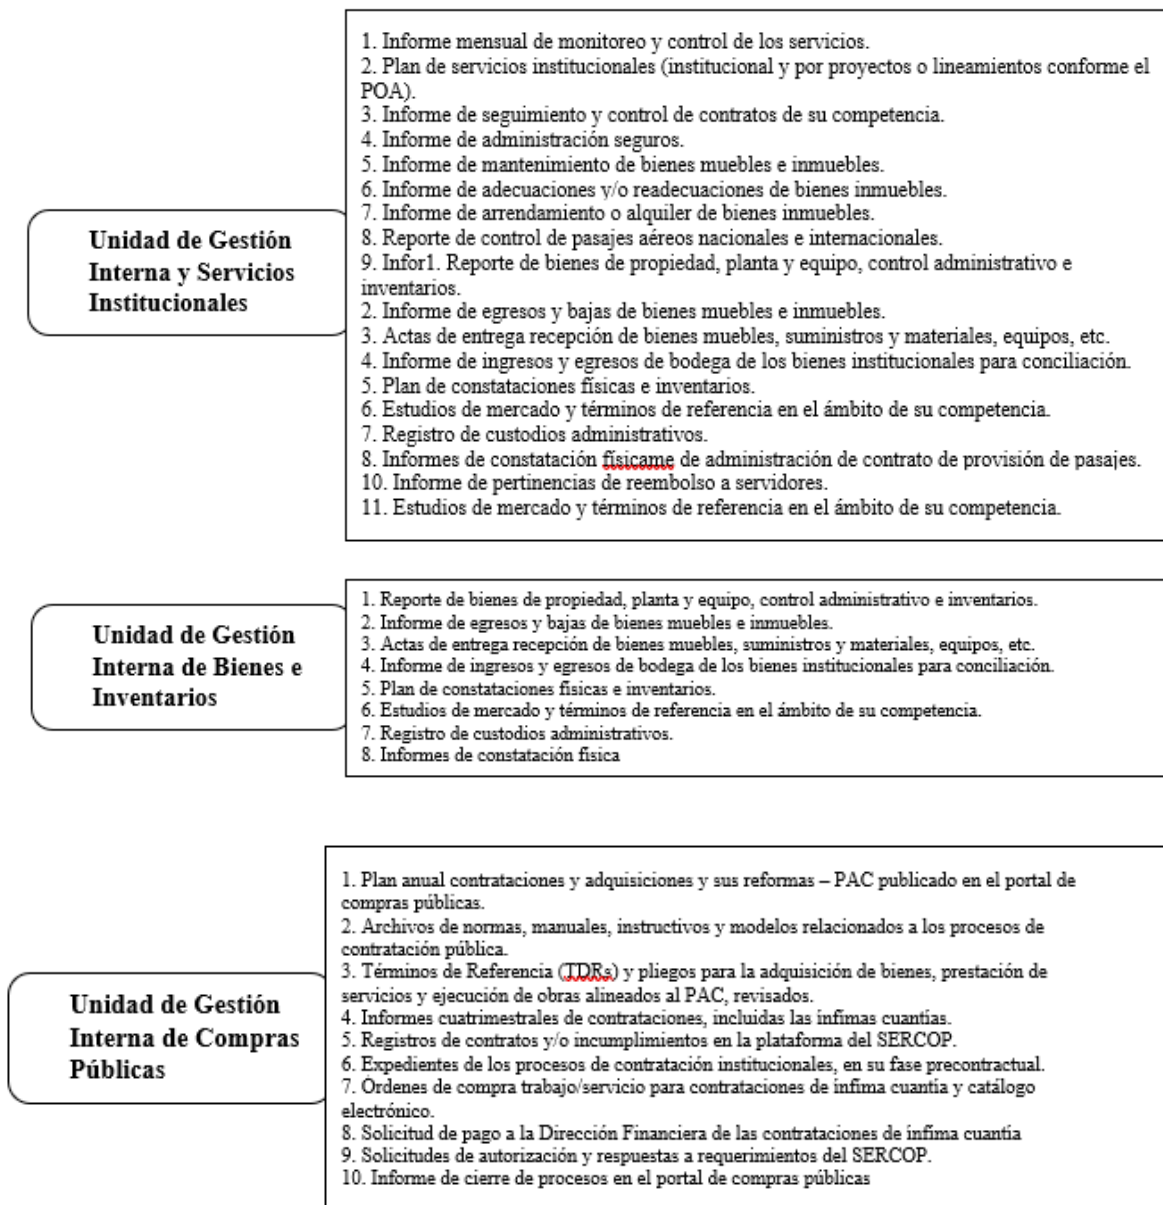 Unidad de Gestión
Interna y Servicios
Institucionales
1. Informe mensual de monitoreo y control de los servicios.
2. Plan de servicios institucionales (institucional y por proyectos o lineamientos conforme el
POA).
3. Informe de seguimiento y control de contratos de su competencia.
4. Informe de administración seguros.
5. Informe de mantenimiento de bienes muebles e inmuebles.
6. Informe de adecuaciones y/o readecuaciones de bienes inmuebles.
7. Informe de arrendamiento o alquiler de bienes inmuebles.
8. Reporte de control de pasajes aéreos nacionales e internacionales.
9. Infor1. Reporte de bienes de propiedad, planta y equipo, control administrativo e
inventarios.
2. Informe de egresos y bajas de bienes muebles e inmuebles.
3. Actas de entrega recepción de bienes muebles, suministros y materiales, equipos, etc.
4. Informe de ingresos y egresos de bodega de los bienes institucionales para conciliación.
5. Plan de constataciones físicas e inventarios.
6. Estudios de mercado y términos de referencia en el ámbito de su competencia.
7. Registro de custodios administrativos.
8. Informes de constatación físicame de administración de contrato de provisión de pasajes.
10. Informe de pertinencias de reembolso a servidores.
11. Estudios de mercado y términos de referencia en el ámbito de su competencia.
Unidad de Gestión
Interna de Bienes e
Inventarios
1. Reporte de bienes de propiedad, planta y equipo, control administrativo e inventarios.
2. Informe de egresos y bajas de bienes muebles e inmuebles.
3. Actas de entrega recepción de bienes muebles, suministros y materiales, equipos, etc.
4. Informe de ingresos y egresos de bodega de los bienes institucionales para conciliación.
5. Plan de constataciones físicas e inventarios.
6. Estudios de mercado y términos de referencia en el ámbito de su competencia.
7. Registro de custodios administrativos.
8. Informes de constatación física
Unidad de Gestión
Interna de Compras
Públicas
1. Plan anual contrataciones y adquisiciones y sus reformas – PAC publicado en el portal de
compras públicas.
2. Archivos de normas, manuales, instructivos y modelos relacionados a los procesos de
contratación pública.
3. Términos de Referencia (TDRs) y pliegos para la adquisición de bienes, prestación de
servicios y ejecución de obras alineados al PAC, revisados.
4. Informes cuatrimestrales de contrataciones, incluidas las ínfimas cuantías.
5. Registros de contratos y/o incumplimientos en la plataforma del SERCOP.
6. Expedientes de los procesos de contratación institucionales, en su fase precontractual.
7. Órdenes de compra trabajo/servicio para contrataciones de ínfima cuantía y catálogo
electrónico.
8. Solicitud de pago a la Dirección Financiera de las contrataciones de ínfima cuantía
9. Solicitudes de autorización y respuestas a requerimientos del SERCOP.
10. Informe de cierre de procesos en el portal de compras públicas